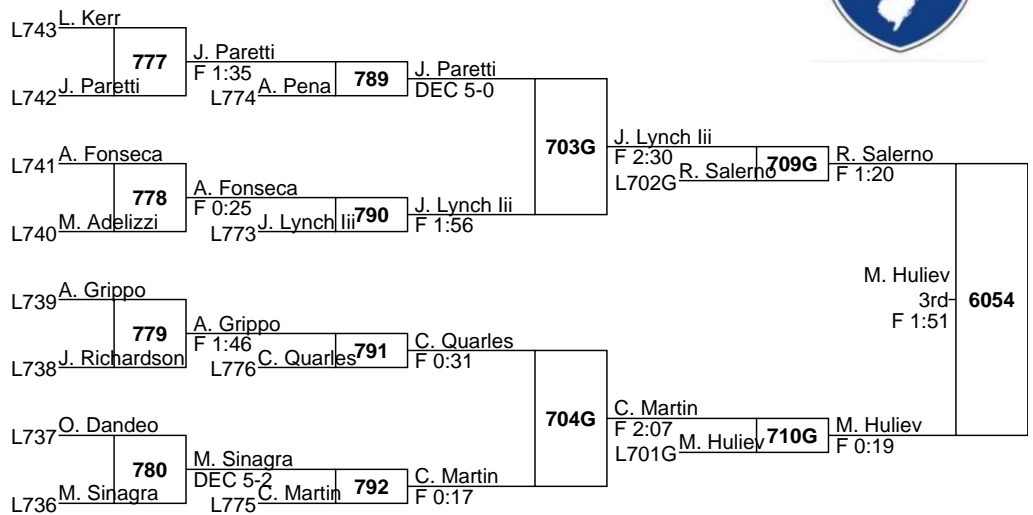 L743 L. Kerr
777
L742 J. Paretti
J. Paretti
F 1:35
L774 A. Pena
789
J. Paretti
DEC 5-0
L741 A. Fonseca
778
L740 M. Adelizzi
A. Fonseca
F 0:25
L773 J. Lynch Iii
790
J. Lynch Iii
F 1:56
703G
J. Lynch Iii
F 2:30
L702G R. Salerno
709G
R. Salerno
F 1:20
L739 A. Grippo
779
L738 J. Richardson
A. Grippo
F 1:46
L776 C. Quarles
791
C. Quarles
F 0:31
L737 O. Dandeo
780
L736 M. Sinagra
M. Sinagra
DEC 5-2
L775 C. Martin
792
C. Martin
F 0:17
704G
C. Martin
F 2:07
L701G M. Huliev
710G
M. Huliev
F 0:19
M. Huliev
3rd
F 1:51
6054